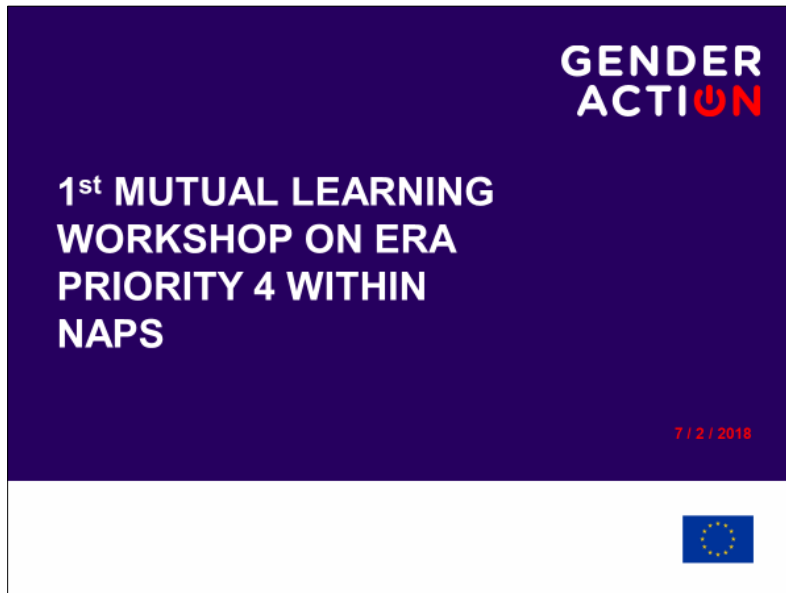 GENDER
ACTION
1st MUTUAL LEARNING
WORKSHOP ON ERA
PRIORITY 4 WITHIN
NAPS
7 / 2 / 2018